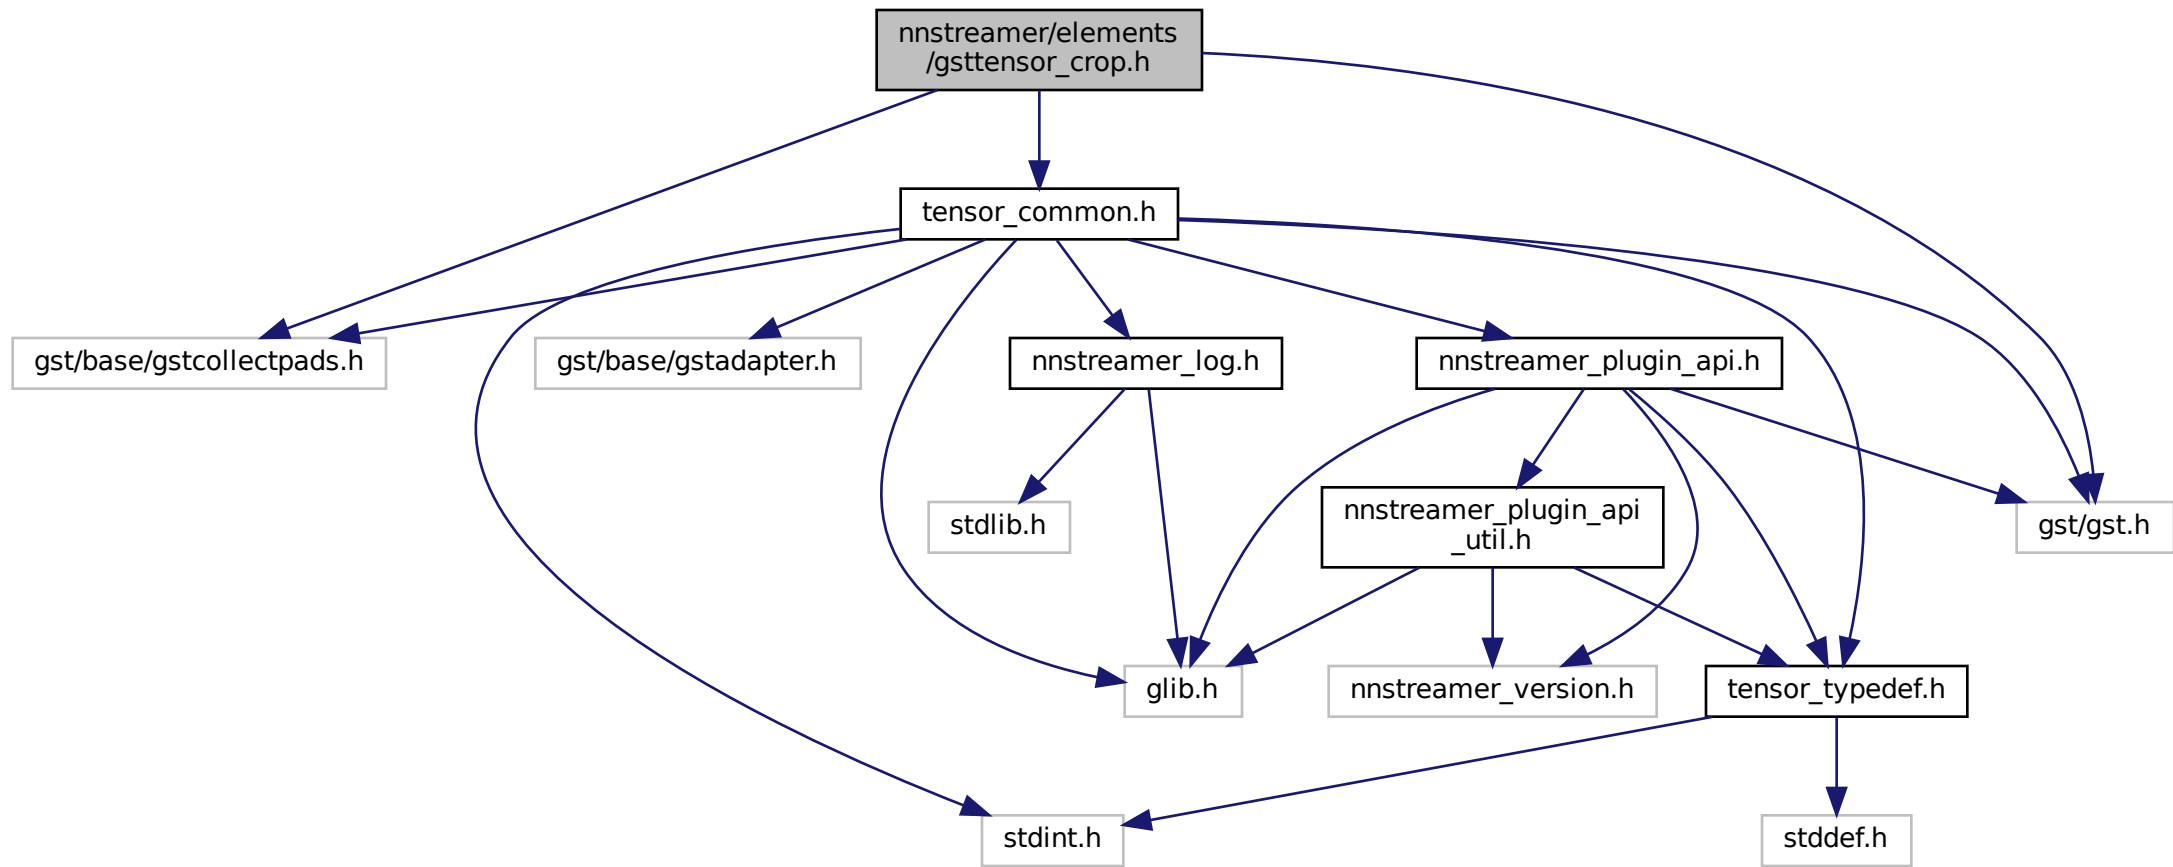 nnstreamer/elements
/gsttensor_crop.h
tensor_common.h
gst/base/gstcollectpads.h
gst/base/gstadapter.h
nnstreamer_log.h
nnstreamer_plugin_api.h
stdlib.h
nnstreamer_plugin_api
_util.h
gst/gst.h
glib.h
nnstreamer_version.h
tensor_typedef.h
stdint.h
stddef.h